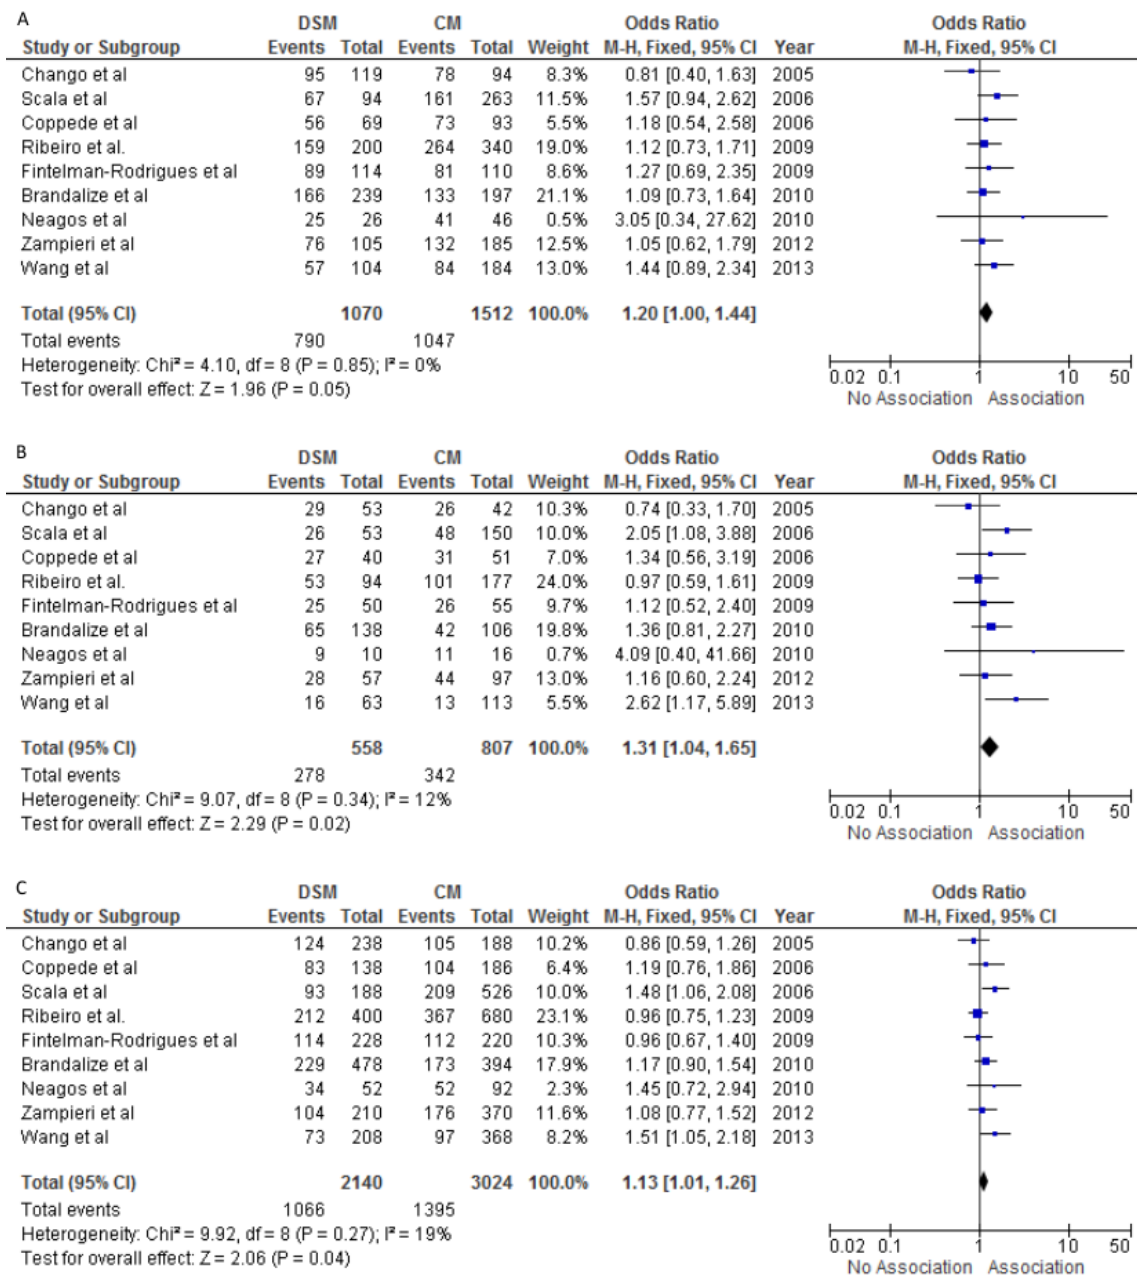 A
DSM CM Odds Ratio Odds Ratio
Study or Subgroup Events Total Events Total Weight M-H, Fixed, 95% CI Year M-H, Fixed, 95% CI
Chango et al 95 119 78 94 8.3% 0.81 [0.40, 1.63] 2005
Scala et al 67 94 161 263 11.5% 1.57 [0.94, 2.62] 2006
Coppede et al 56 69 73 93 5.5% 1.18 [0.54, 2.58] 2006
Ribeiro et al. 159 200 264 340 19.0% 1.12 [0.73, 1.71] 2009
Fintelman-Rodrigues et al 89 114 81 110 8.6% 1.27 [0.69, 2.35] 2009
Brandalize et al 166 239 133 197 21.1% 1.09 [0.73, 1.64] 2010
Neagos et al 25 26 41 46 0.5% 3.05 [0.34, 27.62] 2010
Zampieri et al 76 105 132 185 12.5% 1.05 [0.62, 1.79] 2012
Wang et al 57 104 84 184 13.0% 1.44 [0.89, 2.34] 2013
Total (95% CI) 1070 1512 100.0% 1.20 [1.00, 1.44]
Total events 790 1047
Heterogeneity: Chi² = 4.10, df = 8 (P = 0.85); I² = 0%
Test for overall effect: Z = 1.96 (P = 0.05)
0.02 0.1 1 10 50
No Association Association
B
DSM CM Odds Ratio Odds Ratio
Study or Subgroup Events Total Events Total Weight M-H, Fixed, 95% CI Year M-H, Fixed, 95% CI
Chango et al 29 53 26 42 10.3% 0.74 [0.33, 1.70] 2005
Scala et al 26 53 48 150 10.0% 2.05 [1.08, 3.88] 2006
Coppede et al 27 40 31 51 7.0% 1.34 [0.56, 3.19] 2006
Ribeiro et al. 53 94 101 177 24.0% 0.97 [0.59, 1.61] 2009
Fintelman-Rodrigues et al 25 50 26 55 9.7% 1.12 [0.52, 2.40] 2009
Brandalize et al 65 138 42 106 19.8% 1.36 [0.81, 2.27] 2010
Neagos et al 9 10 11 16 0.7% 4.09 [0.40, 41.66] 2010
Zampieri et al 28 57 44 97 13.0% 1.16 [0.60, 2.24] 2012
Wang et al 16 63 13 113 5.5% 2.62 [1.17, 5.89] 2013
Total (95% CI) 558 807 100.0% 1.31 [1.04, 1.65]
Total events 278 342
Heterogeneity: Chi² = 9.07, df = 8 (P = 0.34); I² = 12%
Test for overall effect: Z = 2.29 (P = 0.02)
0.02 0.1 1 10 50
No Association Association
C
DSM CM Odds Ratio Odds Ratio
Study or Subgroup Events Total Events Total Weight M-H, Fixed, 95% CI Year M-H, Fixed, 95% CI
Chango et al 124 238 105 188 10.2% 0.86 [0.59, 1.26] 2005
Coppede et al 83 138 104 186 6.4% 1.19 [0.76, 1.86] 2006
Scala et al 93 188 209 526 10.0% 1.48 [1.06, 2.08] 2006
Ribeiro et al. 212 400 367 680 23.1% 0.96 [0.75, 1.23] 2009
Fintelman-Rodrigues et al 114 228 112 220 10.3% 0.96 [0.67, 1.40] 2009
Brandalize et al 229 478 173 394 17.9% 1.17 [0.90, 1.54] 2010
Neagos et al 34 52 52 92 2.3% 1.45 [0.72, 2.94] 2010
Zampieri et al 104 210 176 370 11.6% 1.08 [0.77, 1.52] 2012
Wang et al 73 208 97 368 8.2% 1.51 [1.05, 2.18] 2013
Total (95% CI) 2140 3024 100.0% 1.13 [1.01, 1.26]
Total events 1066 1395
Heterogeneity: Chi² = 9.92, df = 8 (P = 0.27); I² = 19%
Test for overall effect: Z = 2.06 (P = 0.04)
0.02 0.1 1 10 50
No Association Association